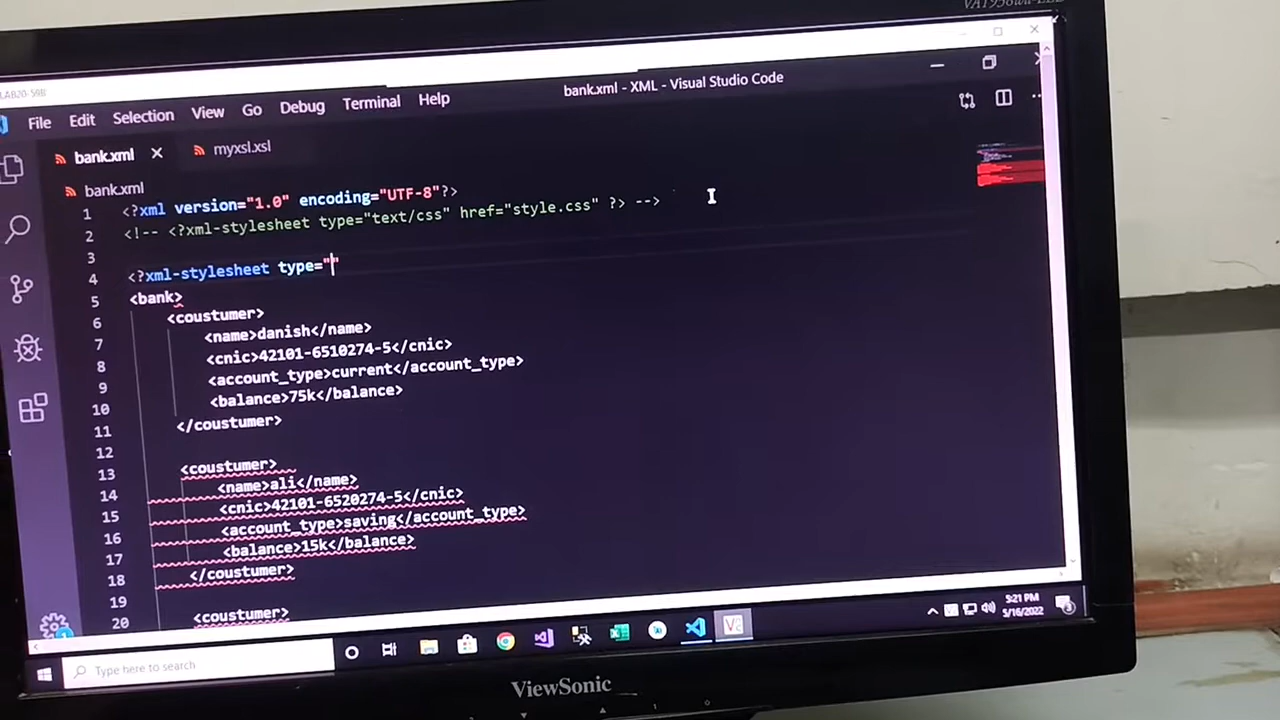 LAB20-59B
bank.xml - XML - Visual Studio Code
File Edit Selection View Go Debug Terminal Help
bank.xml myxsl.xsl
bank.xml
1 <?xml version="1.0" encoding="UTF-8"?>
2 <!-- <?xml-stylesheet type="text/css" href="style.css" ?> -->
3
4 <?xml-stylesheet type=""
5 <bank>
6 <coustumer>
7 <name>danish</name>
8 <cnic>42101-6510274-5</cnic>
9 <account_type>current</account_type>
10 <balance>75k</balance>
11 </coustumer>
12
13 <coustumer>
14 <name>ali</name>
15 <cnic>42101-6520274-5</cnic>
16 <account_type>saving</account_type>
17 <balance>15k</balance>
18 </coustumer>
19
20 <coustumer>
Type here to search
5:21 PM
5/16/2022
ViewSonic